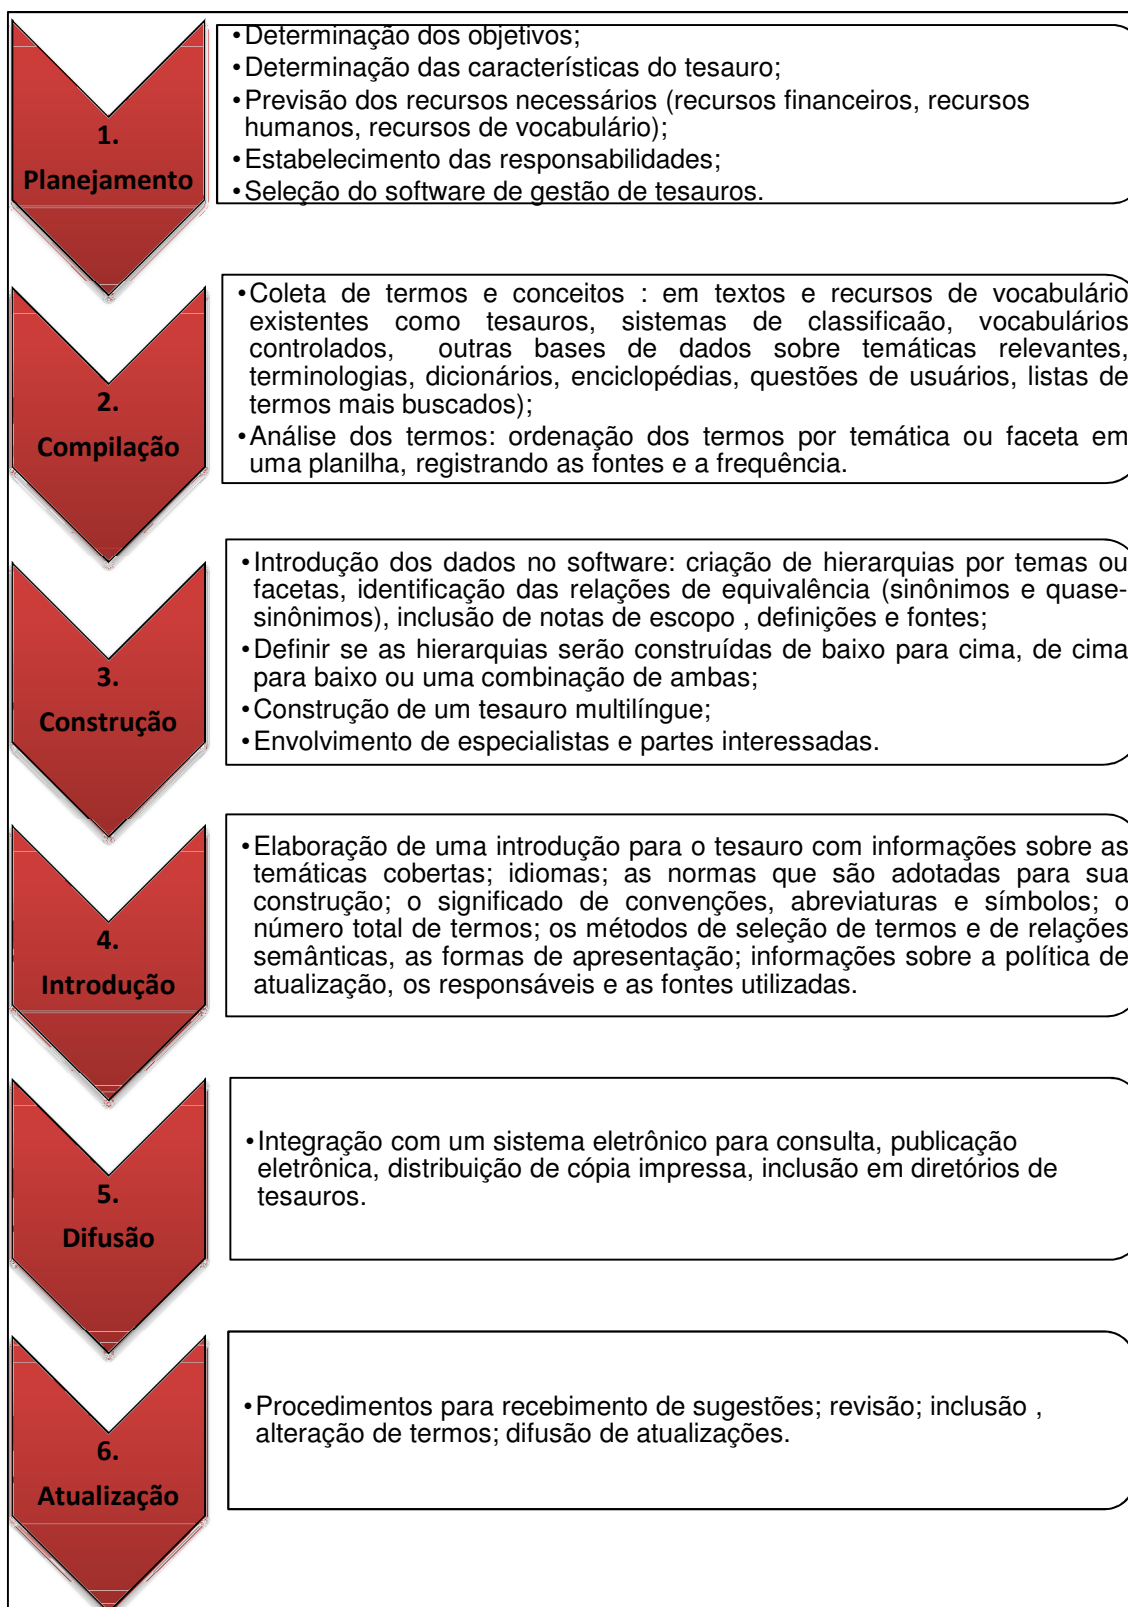 1.
Planejamento
•Determinação dos objetivos;
•Determinação das características do tesauro;
•Previsão dos recursos necessários (recursos financeiros, recursos
humanos, recursos de vocabulário);
•Estabelecimento das responsabilidades;
•Seleção do software de gestão de tesauros.
2.
Compilação
•Coleta de termos e conceitos : em textos e recursos de vocabulário
existentes como tesauros, sistemas de classificaão, vocabulários
controlados, outras bases de dados sobre temáticas relevantes,
terminologias, dicionários, enciclopédias, questões de usuários, listas de
termos mais buscados);
•Análise dos termos: ordenação dos termos por temática ou faceta em
uma planilha, registrando as fontes e a frequência.
3.
Construção
•Introdução dos dados no software: criação de hierarquias por temas ou
facetas, identificação das relações de equivalência (sinônimos e quase-
sinônimos), inclusão de notas de escopo , definições e fontes;
•Definir se as hierarquias serão construídas de baixo para cima, de cima
para baixo ou uma combinação de ambas;
•Construção de um tesauro multilíngue;
•Envolvimento de especialistas e partes interessadas.
4.
Introdução
•Elaboração de uma introdução para o tesauro com informações sobre as
temáticas cobertas; idiomas; as normas que são adotadas para sua
construção; o significado de convenções, abreviaturas e símbolos; o
número total de termos; os métodos de seleção de termos e de relações
semânticas, as formas de apresentação; informações sobre a política de
atualização, os responsáveis e as fontes utilizadas.
5.
Difusão
•Integração com um sistema eletrônico para consulta, publicação
eletrônica, distribuição de cópia impressa, inclusão em diretórios de
tesauros.
6.
Atualização
•Procedimentos para recebimento de sugestões; revisão; inclusão ,
alteração de termos; difusão de atualizações.